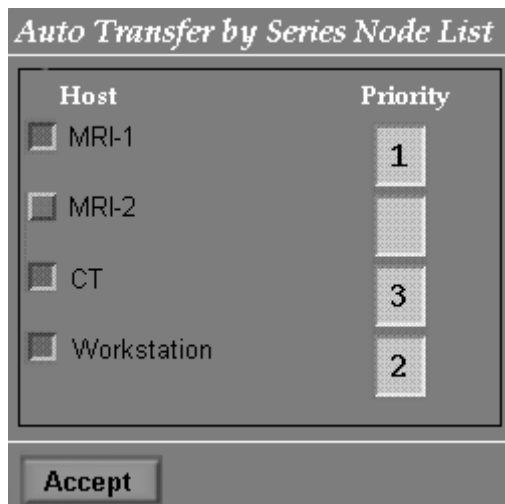 Auto Transfer by Series Node List
Host Priority
MRI-1 1
MRI-2
CT 3
Workstation 2
Accept